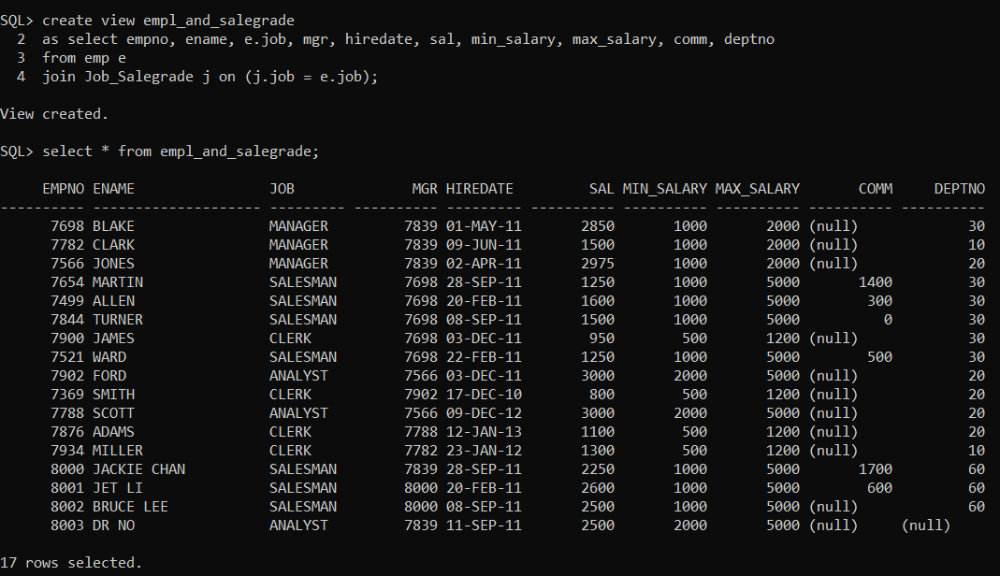 SQL> create view empl_and_salegrade
  2  as select empno, ename, e.job, mgr, hiredate, sal, min_salary, max_salary, comm, deptno
  3  from emp e
  4  join Job_Salegrade j on (j.job = e.job);

View created.

SQL> select * from empl_and_salegrade;

     EMPNO ENAME                JOB              MGR HIREDATE         SAL MIN_SALARY MAX_SALARY       COMM     DEPTNO
---------- -------------------- --------- ---------- --------- ---------- ---------- ---------- ---------- ----------
      7698 BLAKE                MANAGER         7839 01-MAY-11       2850       1000       2000 (null)             30
      7782 CLARK                MANAGER         7839 09-JUN-11       1500       1000       2000 (null)             10
      7566 JONES                MANAGER         7839 02-APR-11       2975       1000       2000 (null)             20
      7654 MARTIN               SALESMAN        7698 28-SEP-11       1250       1000       5000       1400         30
      7499 ALLEN                SALESMAN        7698 20-FEB-11       1600       1000       5000        300         30
      7844 TURNER               SALESMAN        7698 08-SEP-11       1500       1000       5000          0         30
      7900 JAMES                CLERK           7698 03-DEC-11        950        500       1200 (null)             30
      7521 WARD                 SALESMAN        7698 22-FEB-11       1250       1000       5000        500         30
      7902 FORD                 ANALYST         7566 03-DEC-11       3000       2000       5000 (null)             20
      7369 SMITH                CLERK           7902 17-DEC-10        800        500       1200 (null)             20
      7788 SCOTT                ANALYST         7566 09-DEC-12       3000       2000       5000 (null)             20
      7876 ADAMS                CLERK           7788 12-JAN-13       1100        500       1200 (null)             20
      7934 MILLER               CLERK           7782 23-JAN-12       1300        500       1200 (null)             10
      8000 JACKIE CHAN          SALESMAN        7839 28-SEP-11       2250       1000       5000       1700         60
      8001 JET LI               SALESMAN        8000 20-FEB-11       2600       1000       5000        600         60
      8002 BRUCE LEE            SALESMAN        8000 08-SEP-11       2500       1000       5000 (null)             60
      8003 DR NO                ANALYST         7839 11-SEP-11       2500       2000       5000 (null)     (null)

17 rows selected.